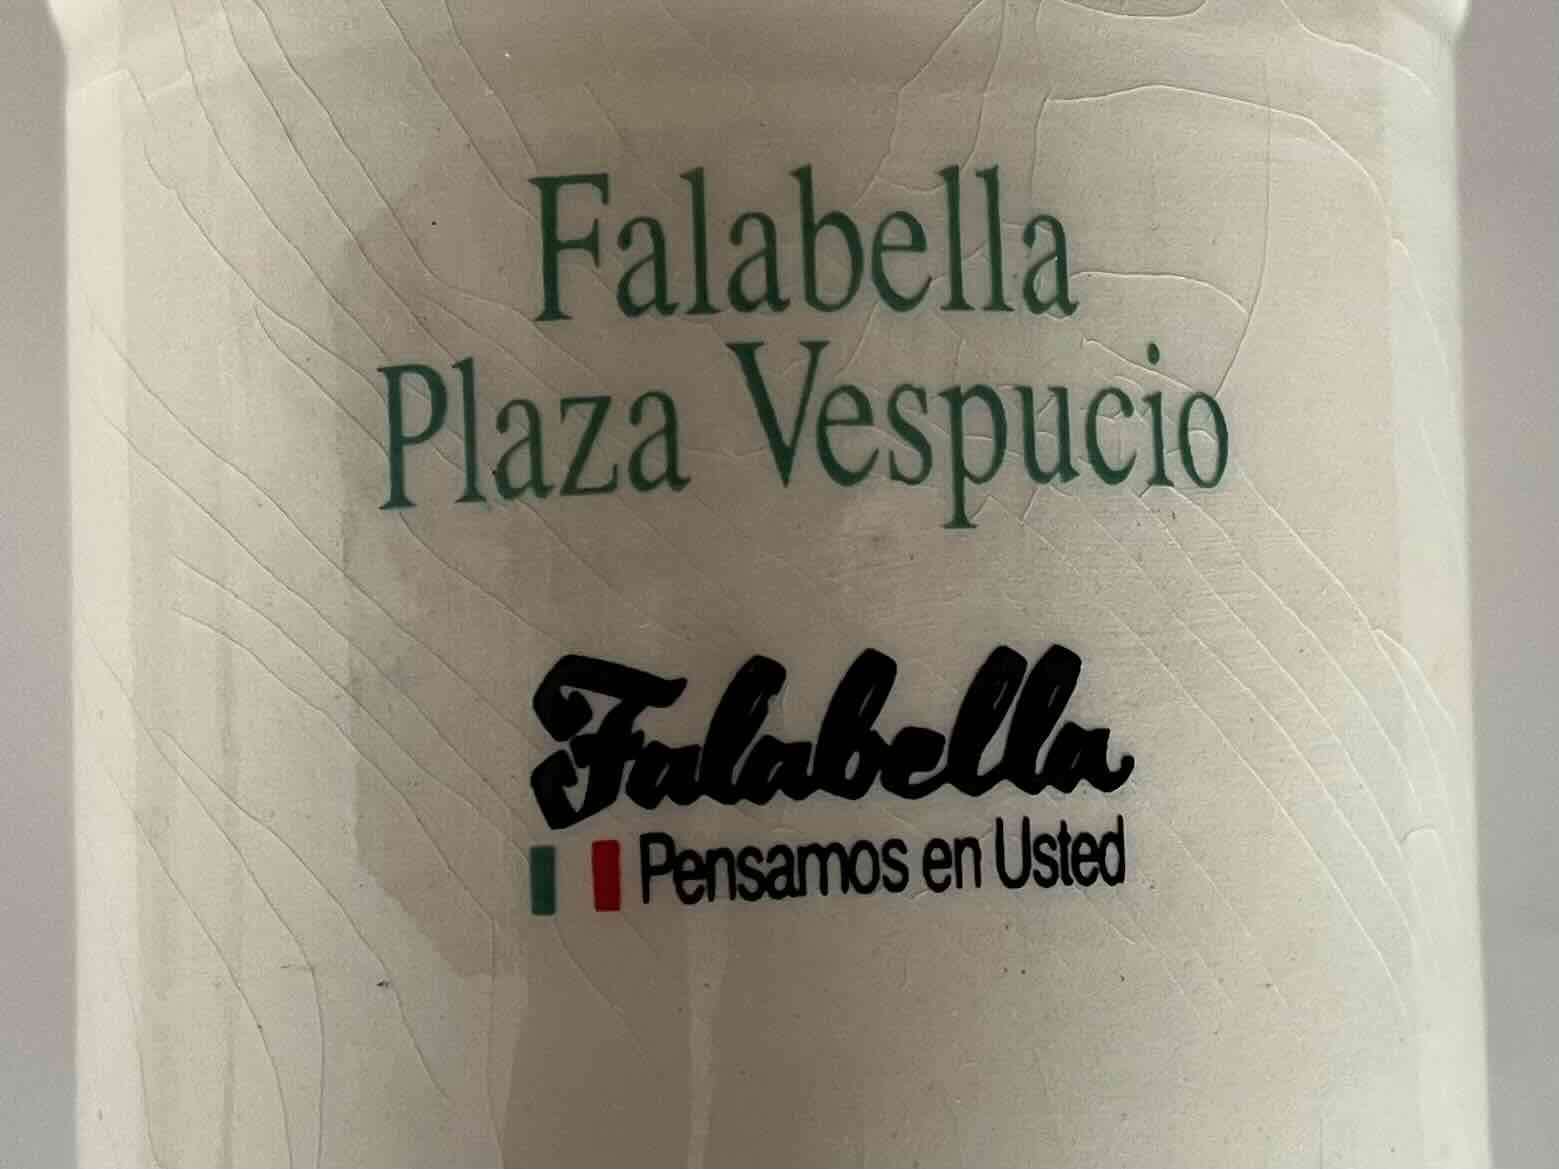 Falabella
Plaza Vespucio
Falabella
Pensamos en Usted